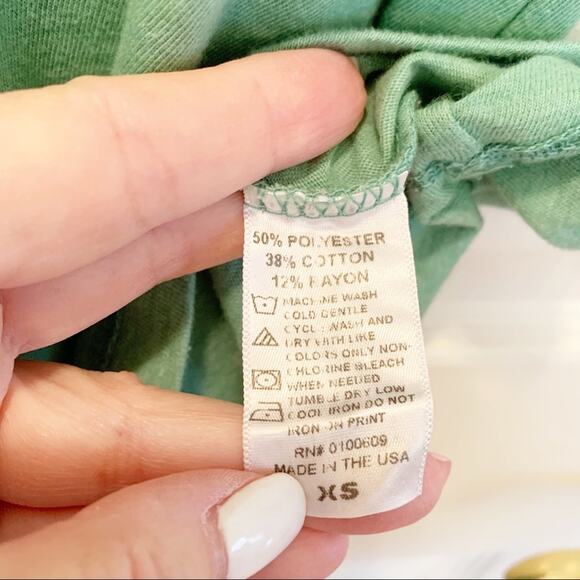 50% POLYESTER
38% COTTON
12% RAYON
MACHINE WASH
COLD GENTLE
CYCLE WASH AND
DRY WITH LIKE
COLORS ONLY NON-
CHLORINE BLEACH
WHEN NEEDED
TUMBLE DRY LOW
COOL IRON DO NOT
IRON ON PRINT
RN# 0100609
MADE IN THE USA
XS